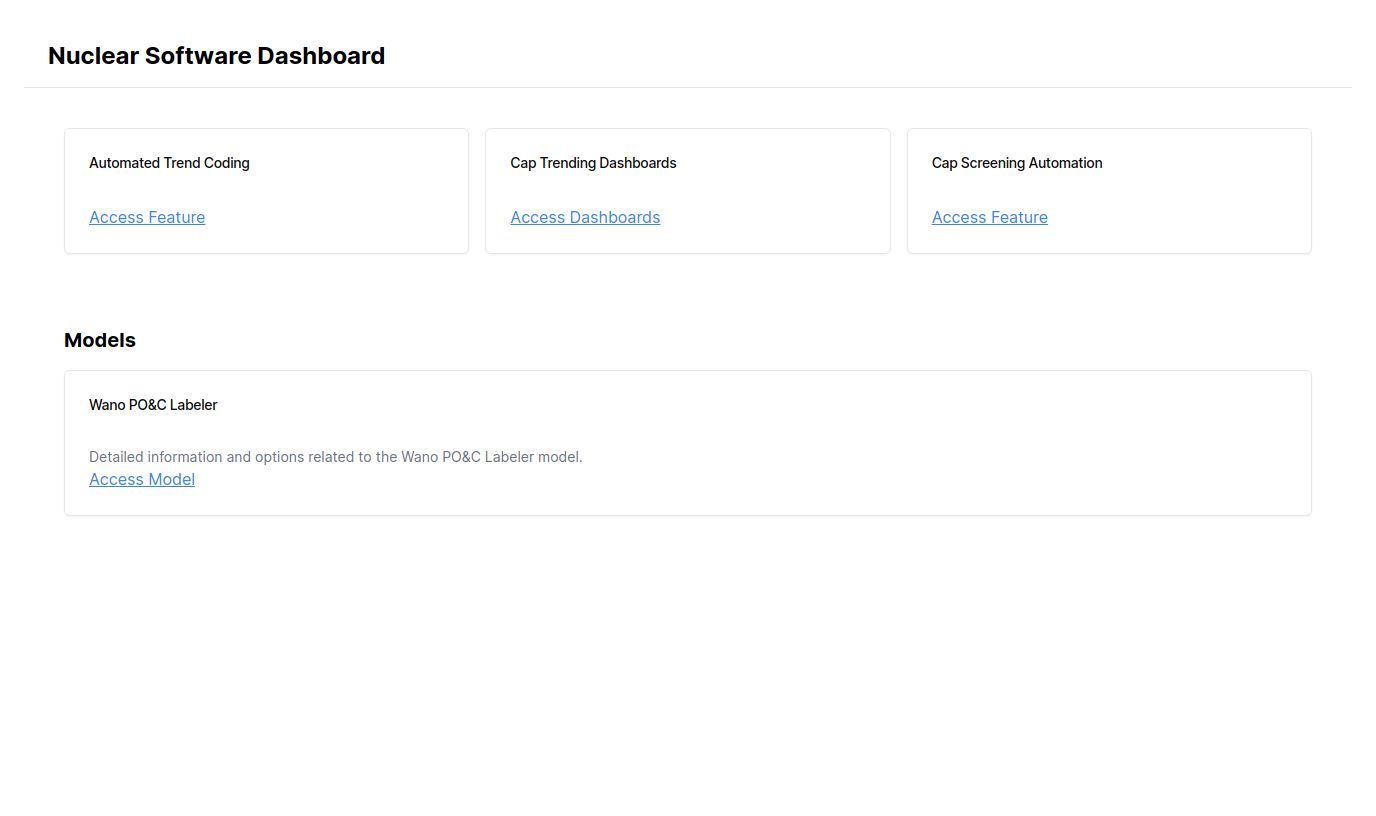 Nuclear Software Dashboard
Automated Trend Coding
Access Feature
Cap Trending Dashboards
Access Dashboards
Cap Screening Automation
Access Feature
Models
Wano PO&C Labeler
Detailed information and options related to the Wano PO&C Labeler model.
Access Model